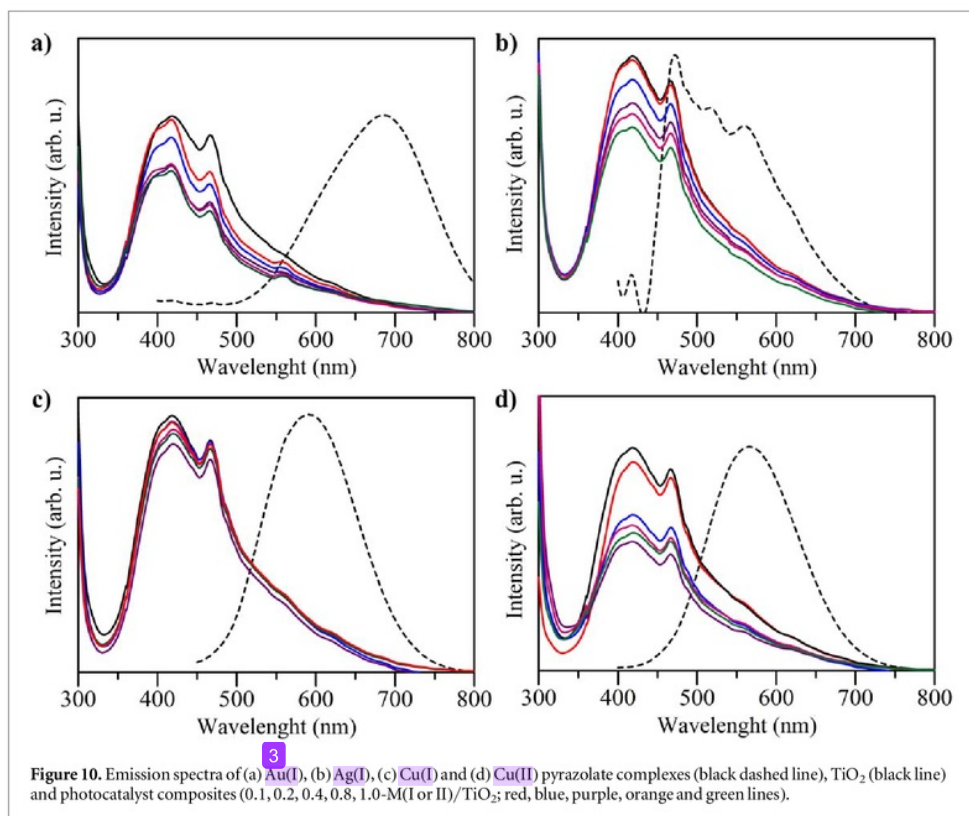 a)
Intensity (arb. u.)
300 400 500 600 700 800
Wavelenght (nm)
b)
Intensity (arb. u.)
300 400 500 600 700 800
Wavelenght (nm)
c)
Intensity (arb. u.)
300 400 500 600 700 800
Wavelenght (nm)
d)
Intensity (arb. u.)
300 400 500 600 700 800
Wavelenght (nm)
3
Figure 10. Emission spectra of (a) Au(I), (b) Ag(I), (c) Cu(I) and (d) Cu(II) pyrazolate complexes (black dashed line), TiO₂ (black line)
and photocatalyst composites (0.1, 0.2, 0.4, 0.8, 1.0-M(I or II)/TiO₂; red, blue, purple, orange and green lines).